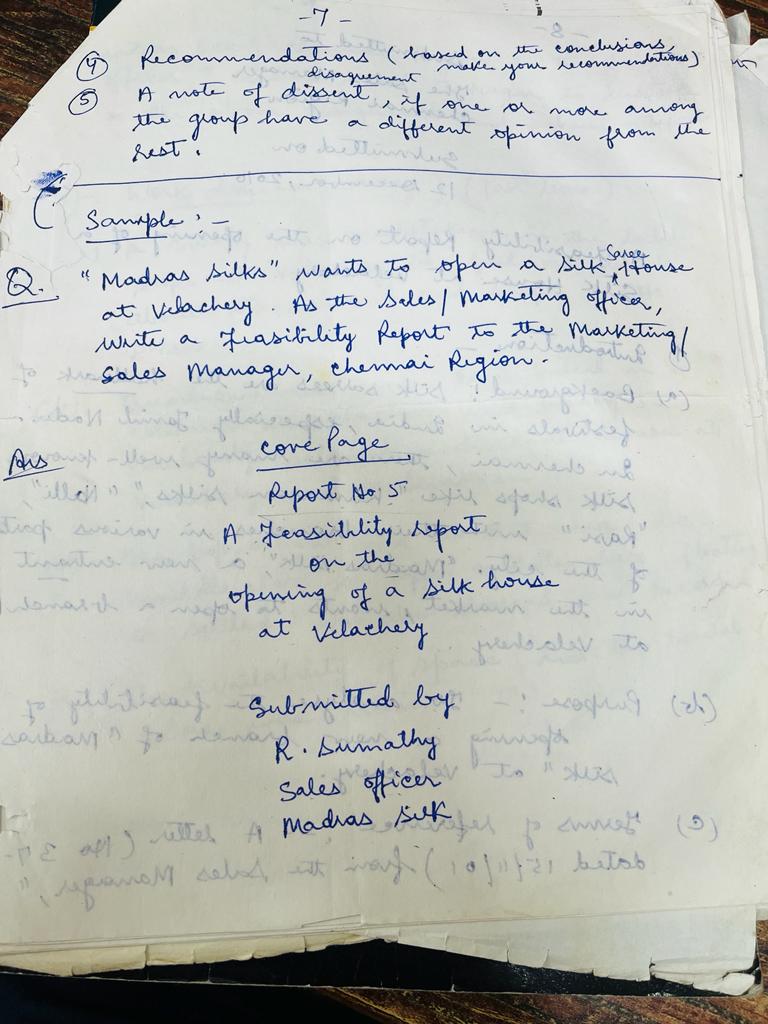 -7-
④ Recommendations (based on the conclusions,
make your recommendations)
disagreement
⑤ A note of dissent, if one or more among
the group have a different opinion from the
rest.
Sample :-
Q. "Madras Silks" wants to open a Silk Saree House
at Velachery. As the Sales/Marketing officer,
write a Feasibility Report to the Marketing/
Sales Manager, Chennai Region.
Ans
Cove Page
Report No. 5
A Feasibility report
on the
opening of a silk house
at Velachery
Submitted by
R. Sumathy
Sales officer
Madras Silk